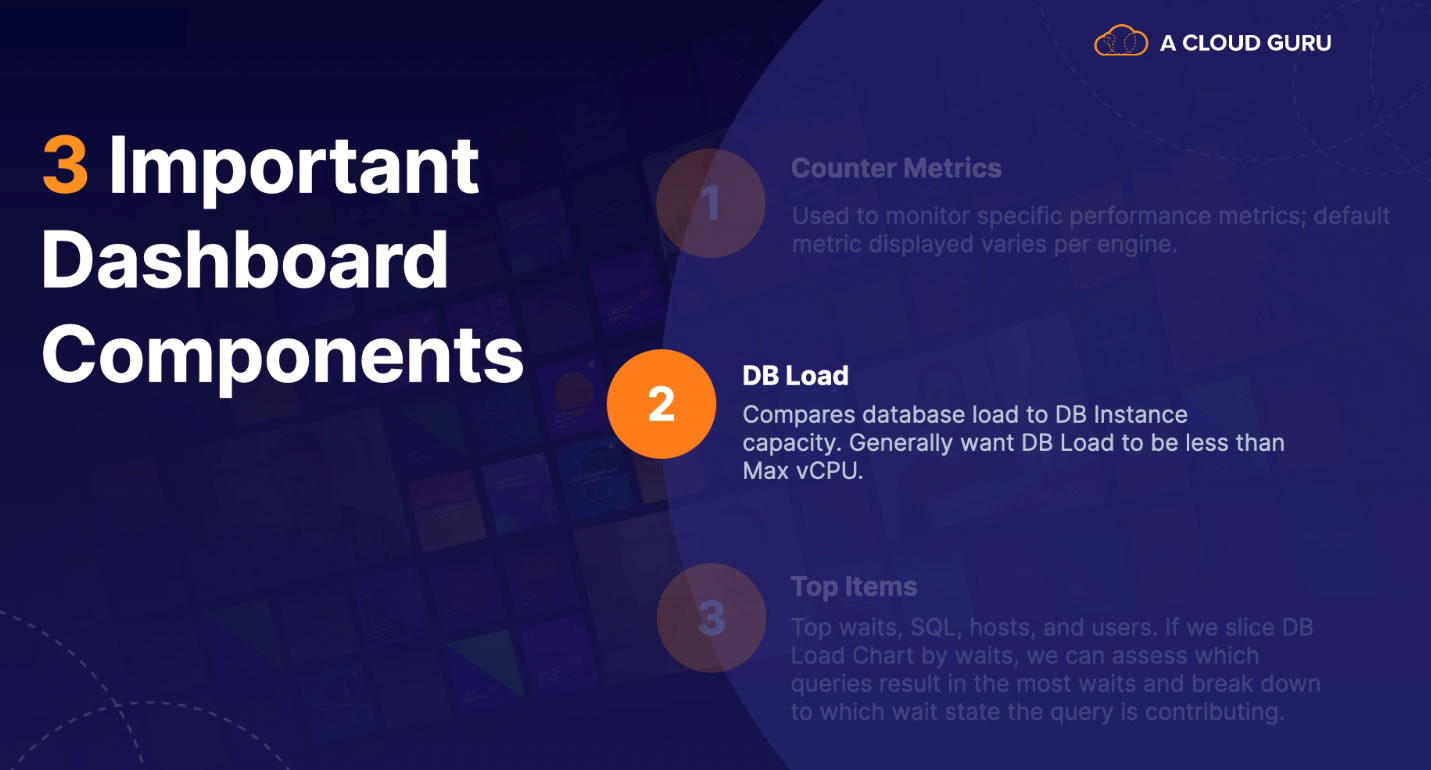 A CLOUD GURU
3 Important
Dashboard
Components
1
Counter Metrics
Used to monitor specific performance metrics; default
metric displayed varies per engine.
2
DB Load
Compares database load to DB Instance
capacity. Generally want DB Load to be less than
Max vCPU.
3
Top Items
Top waits, SQL, hosts, and users. If we slice DB
Load Chart by waits, we can assess which
queries result in the most waits and break down
to which wait state the query is contributing.